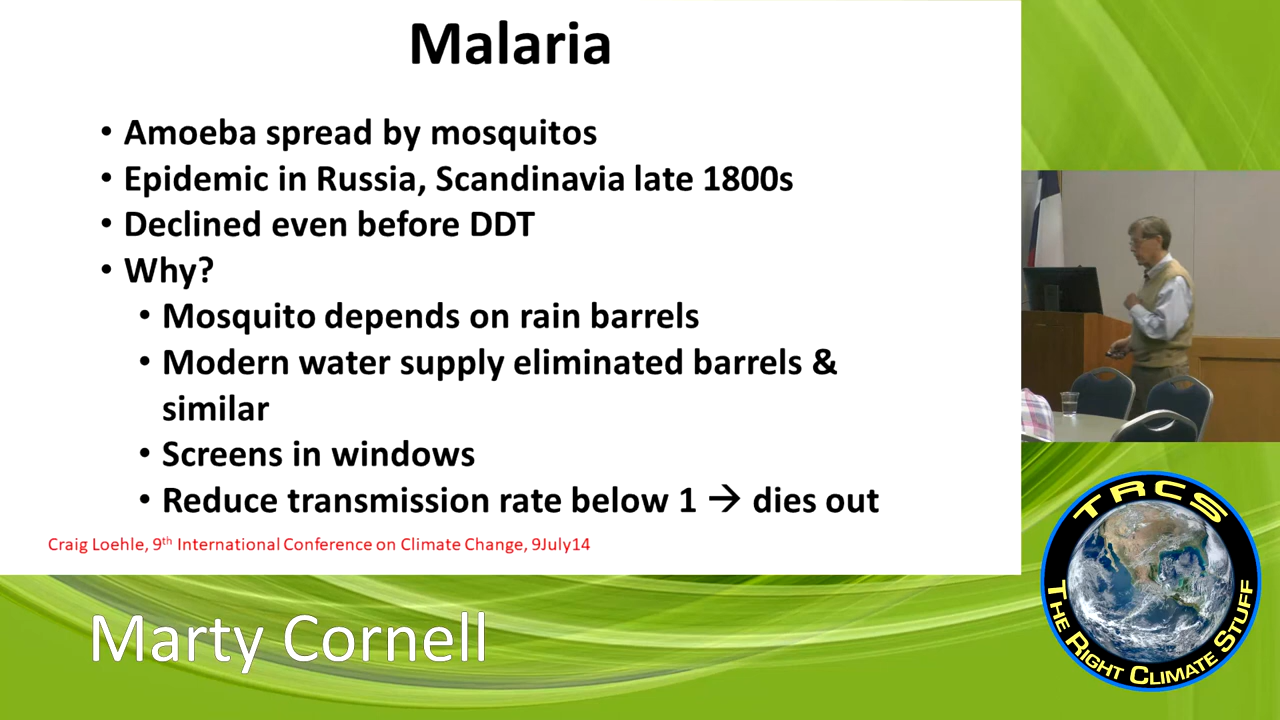 Malaria
• Amoeba spread by mosquitos
• Epidemic in Russia, Scandinavia late 1800s
• Declined even before DDT
• Why?
• Mosquito depends on rain barrels
• Modern water supply eliminated barrels &
similar
• Screens in windows
• Reduce transmission rate below 1 → dies out
Craig Loehle, 9th International Conference on Climate Change, 9July14
Marty Cornell
TRCS
THE RIGHT CLIMATE STUFF